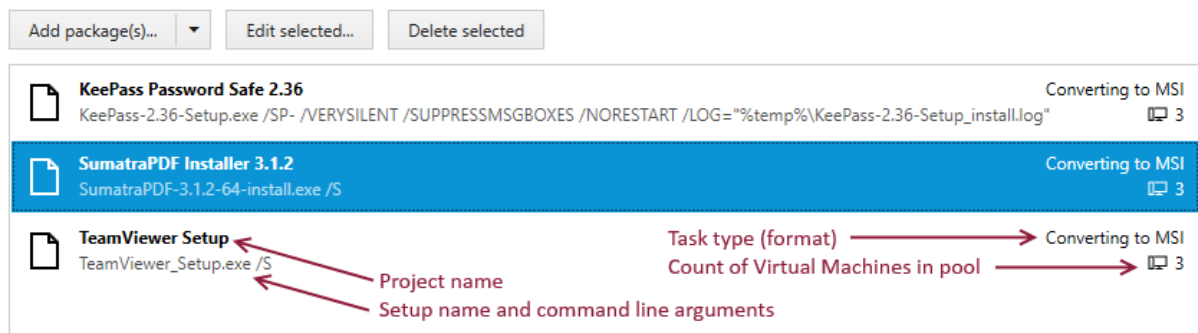 Add package(s)... Edit selected... Delete selected
KeePass Password Safe 2.36 Converting to MSI
KeePass-2.36-Setup.exe /SP- /VERYSILENT /SUPPRESSMSGBOXES /NORESTART /LOG="%temp%\KeePass-2.36-Setup_install.log" 3
SumatraPDF Installer 3.1.2 Converting to MSI
SumatraPDF-3.1.2-64-install.exe /S 3
TeamViewer Setup Task type (format) Converting to MSI
TeamViewer_Setup.exe /S Count of Virtual Machines in pool 3
Project name
Setup name and command line arguments